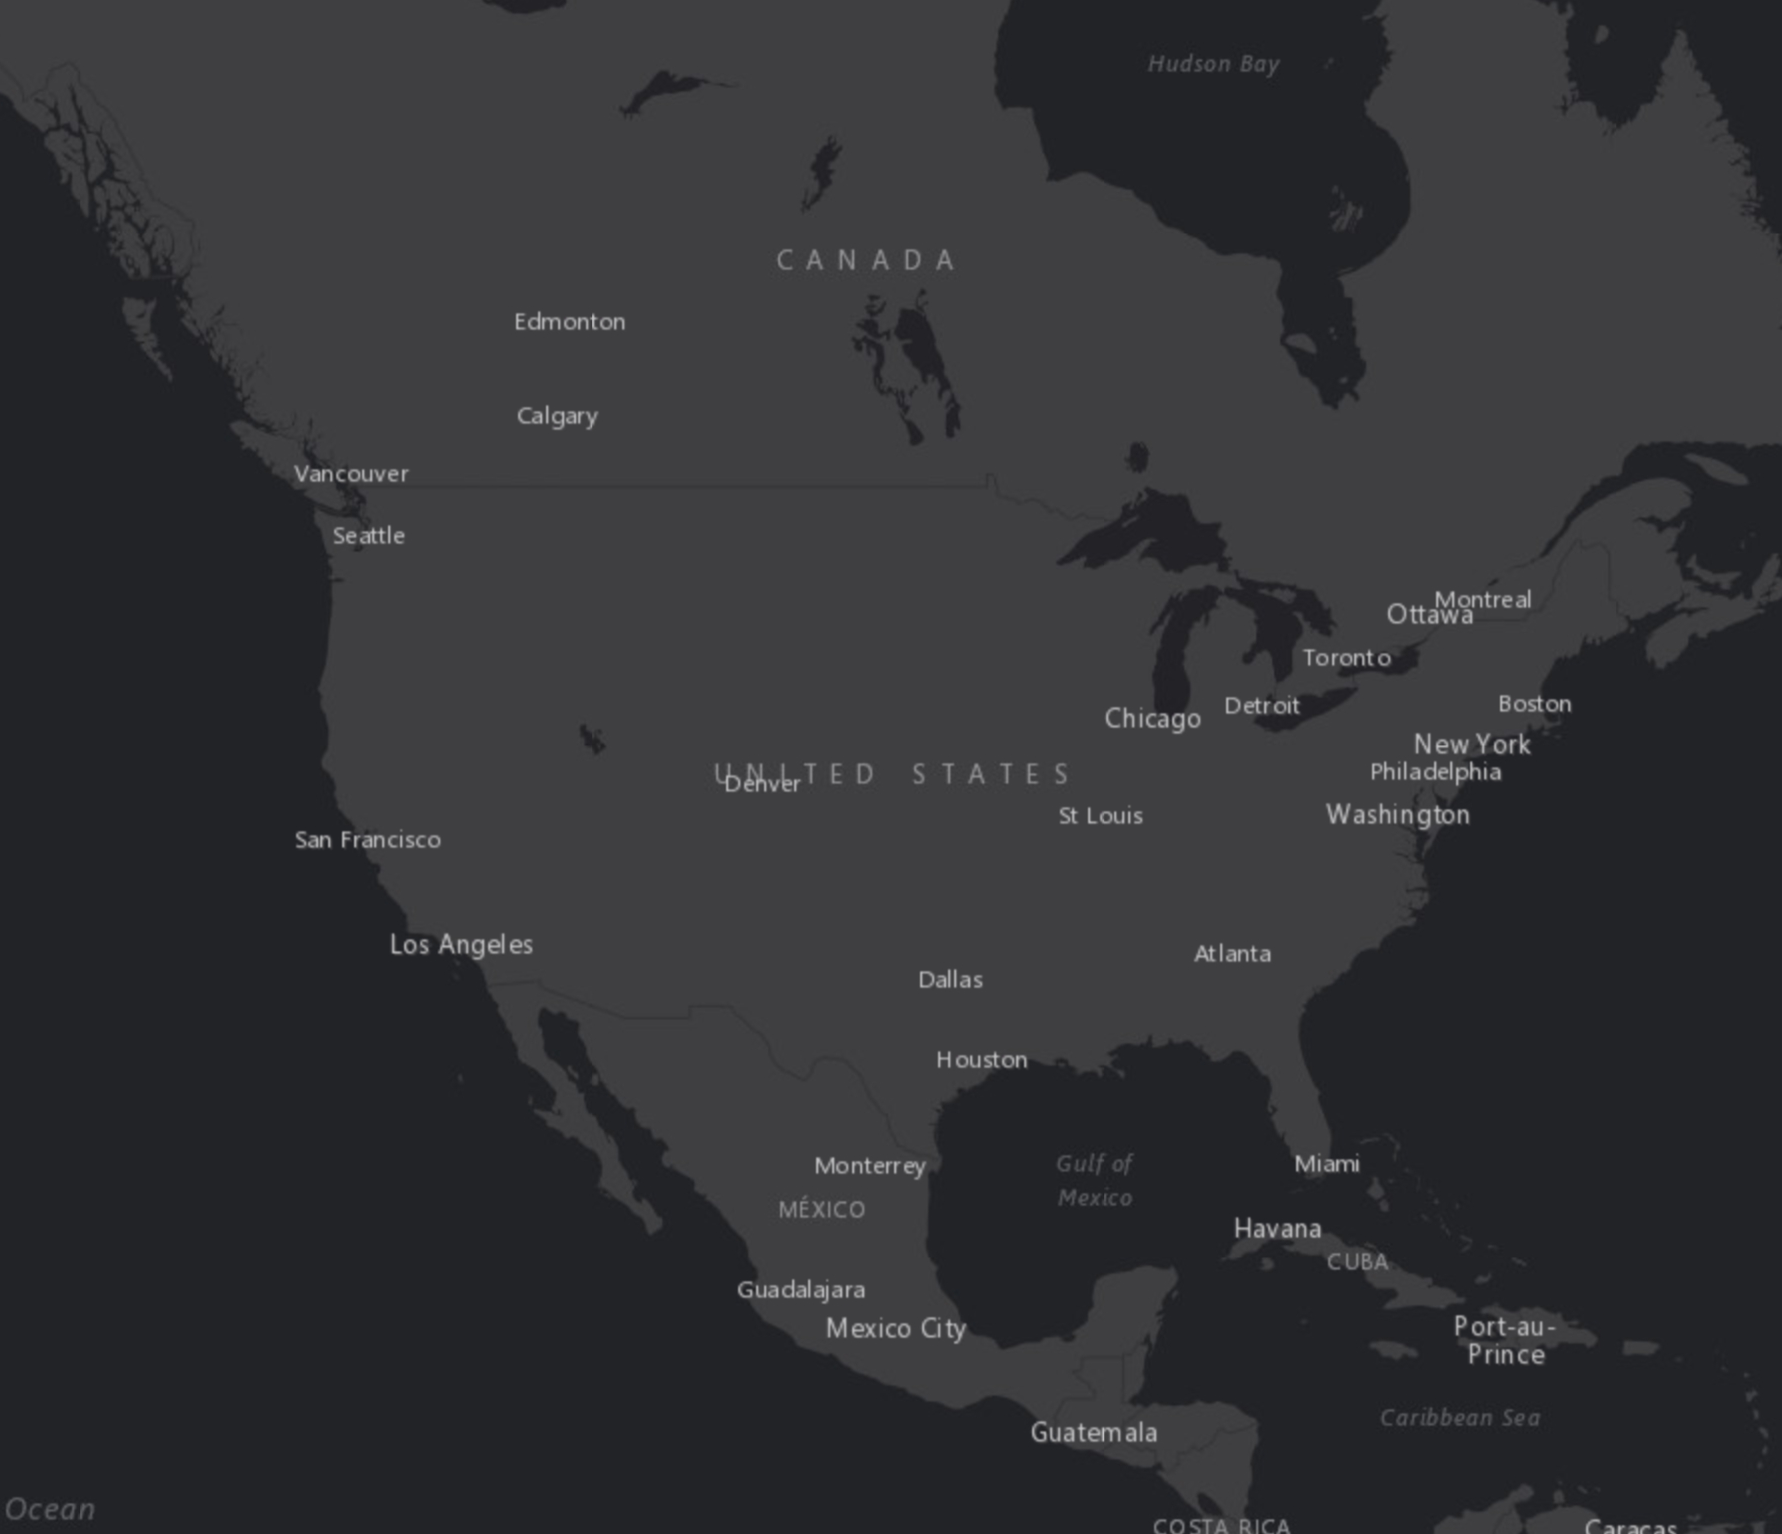 Hudson Bay
CANADA
Edmonton
Calgary
Vancouver
Seattle
Montreal
Ottawa
Toronto
Boston
Detroit
Chicago
New York
Philadelphia
UNITED STATES
Denver
Washington
St Louis
San Francisco
Los Angeles
Atlanta
Dallas
Houston
Monterrey
Gulf of
Mexico
Miami
MÉXICO
Havana
CUBA
Guadalajara
Mexico City
Port-au-
Prince
Caribbean Sea
Guatemala
Ocean
COSTA RICA
Caracas